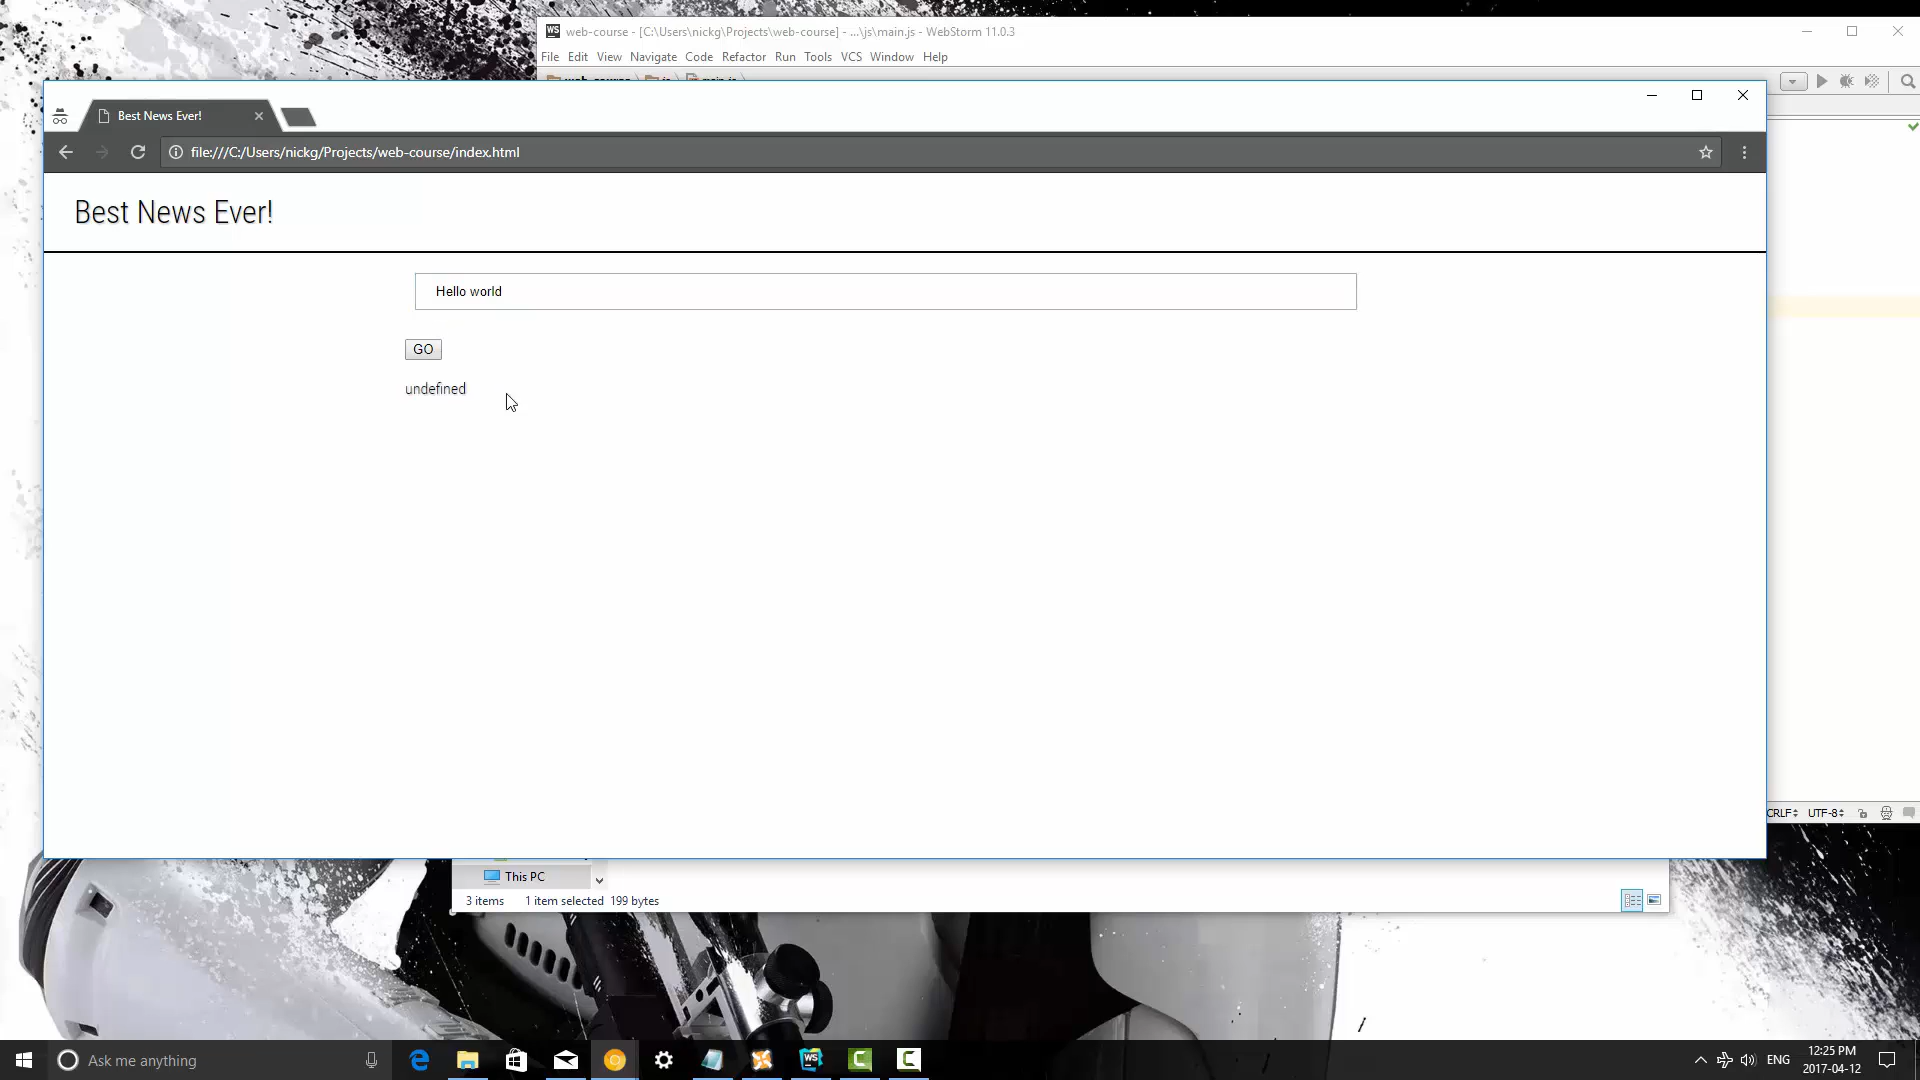 web-course - [C:\Users\nickg\Projects\web-course] - ...\js\main.js - WebStorm 11.0.3
File Edit View Navigate Code Refactor Run Tools VCS Window Help
Best News Ever!
file:///C:/Users/nickg/Projects/web-course/index.html
Best News Ever!
Hello world
GO
undefined
CRLF UTF-8
This PC
3 items 1 item selected 199 bytes
Ask me anything
ENG
12:25 PM
2017-04-12